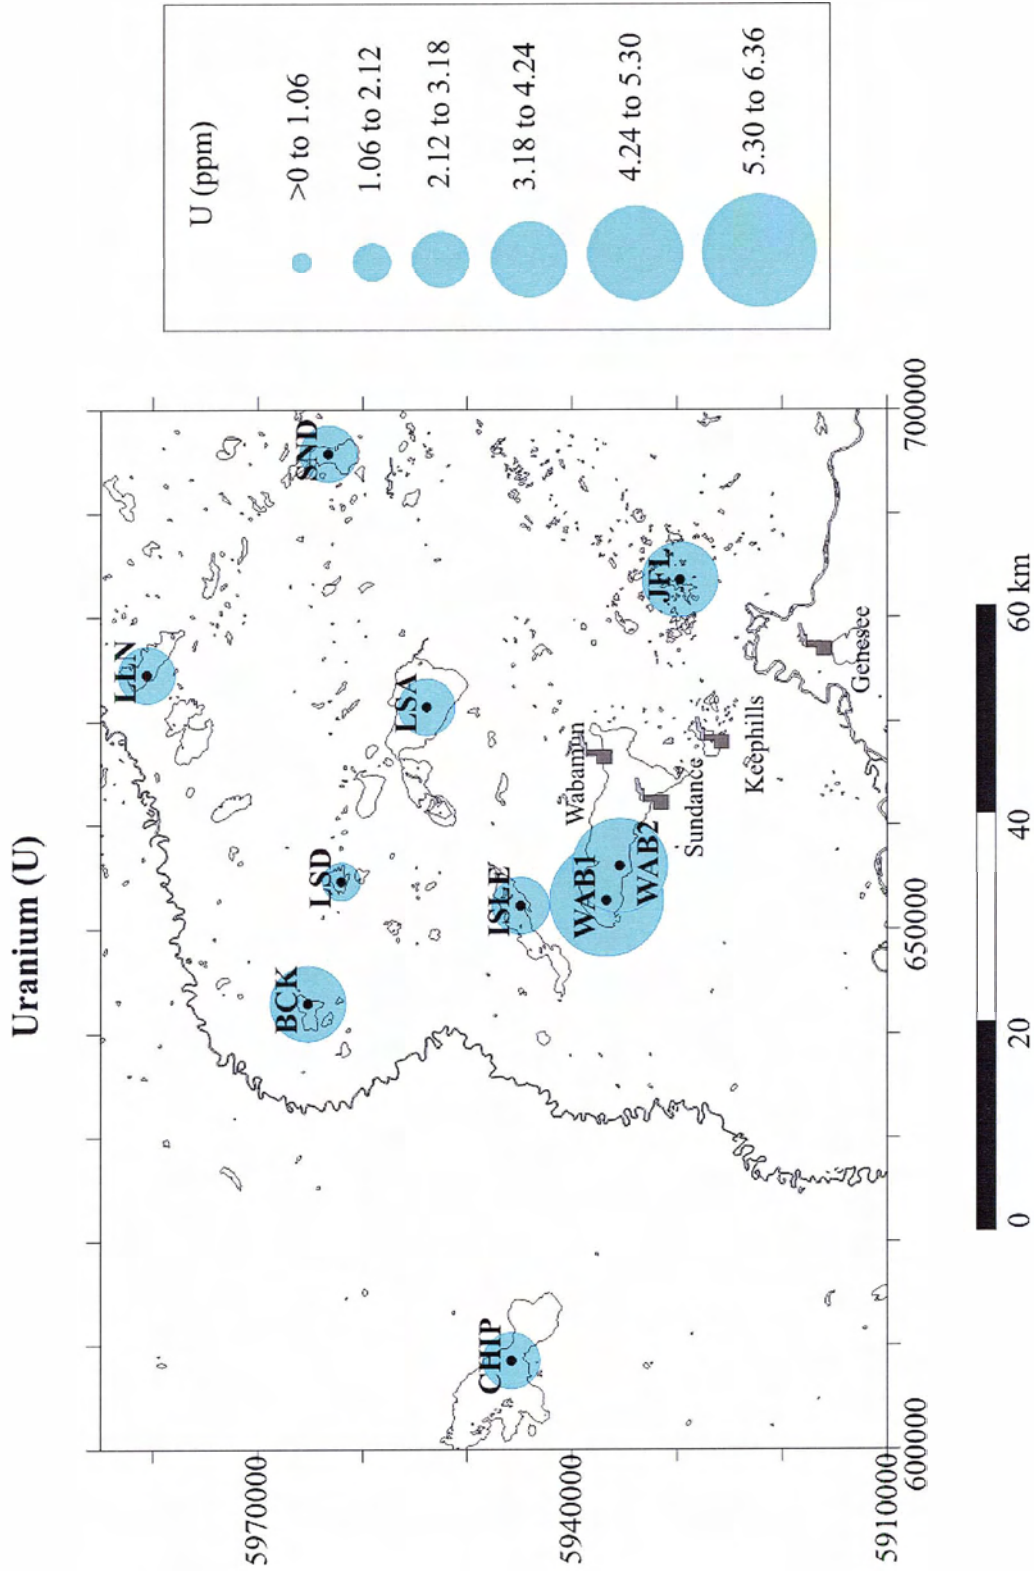 Uranium (U)
U (ppm)
>0 to 1.06
1.06 to 2.12
2.12 to 3.18
3.18 to 4.24
4.24 to 5.30
5.30 to 6.36
5970000
5940000
5910000
600000
650000
700000
LLN
SND
BCK
LSD
LSA
ISLE
CHIP
WAB1
WAB2
JFL
Wabamun
Sundance
Keephills
Genesee
0
20
40
60 km